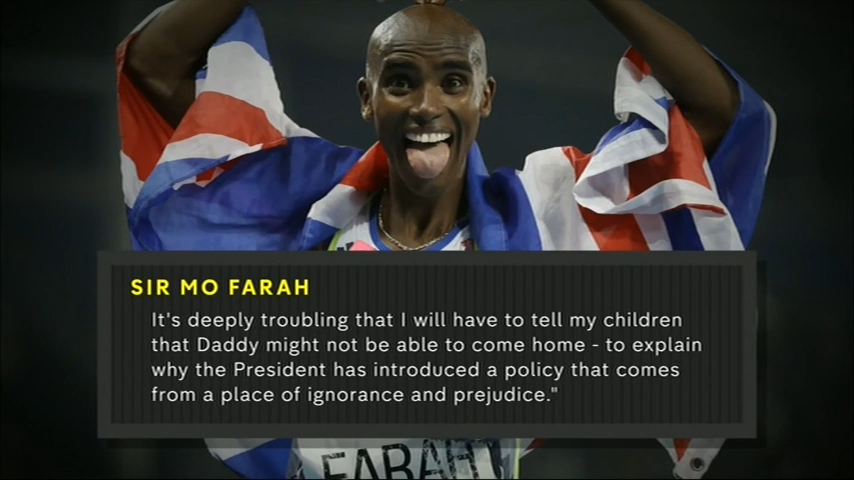 SIR MO FARAH
It's deeply troubling that I will have to tell my children
that Daddy might not be able to come home - to explain
why the President has introduced a policy that comes
from a place of ignorance and prejudice."
FARAH